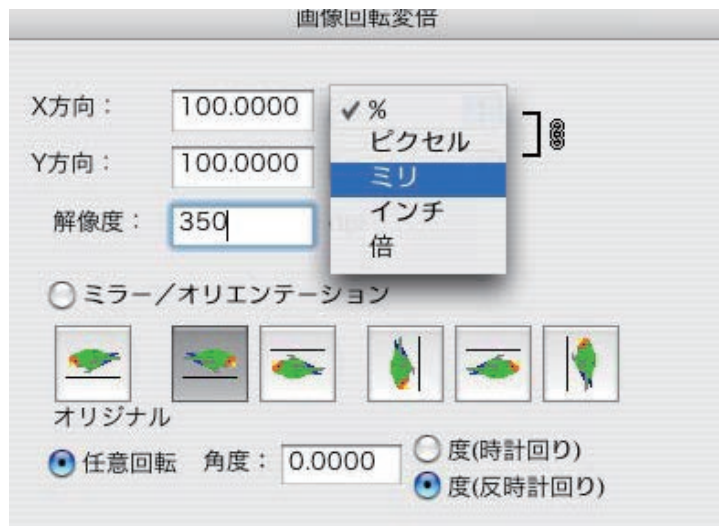 画像回転変倍
X方向： 100.0000 ✓%
ピクセル
Y方向： 100.0000
ミリ
解像度： 350 インチ
倍
ミラー／オリエンテーション
オリジナル
任意回転 角度： 0.0000 度(時計回り)
度(反時計回り)